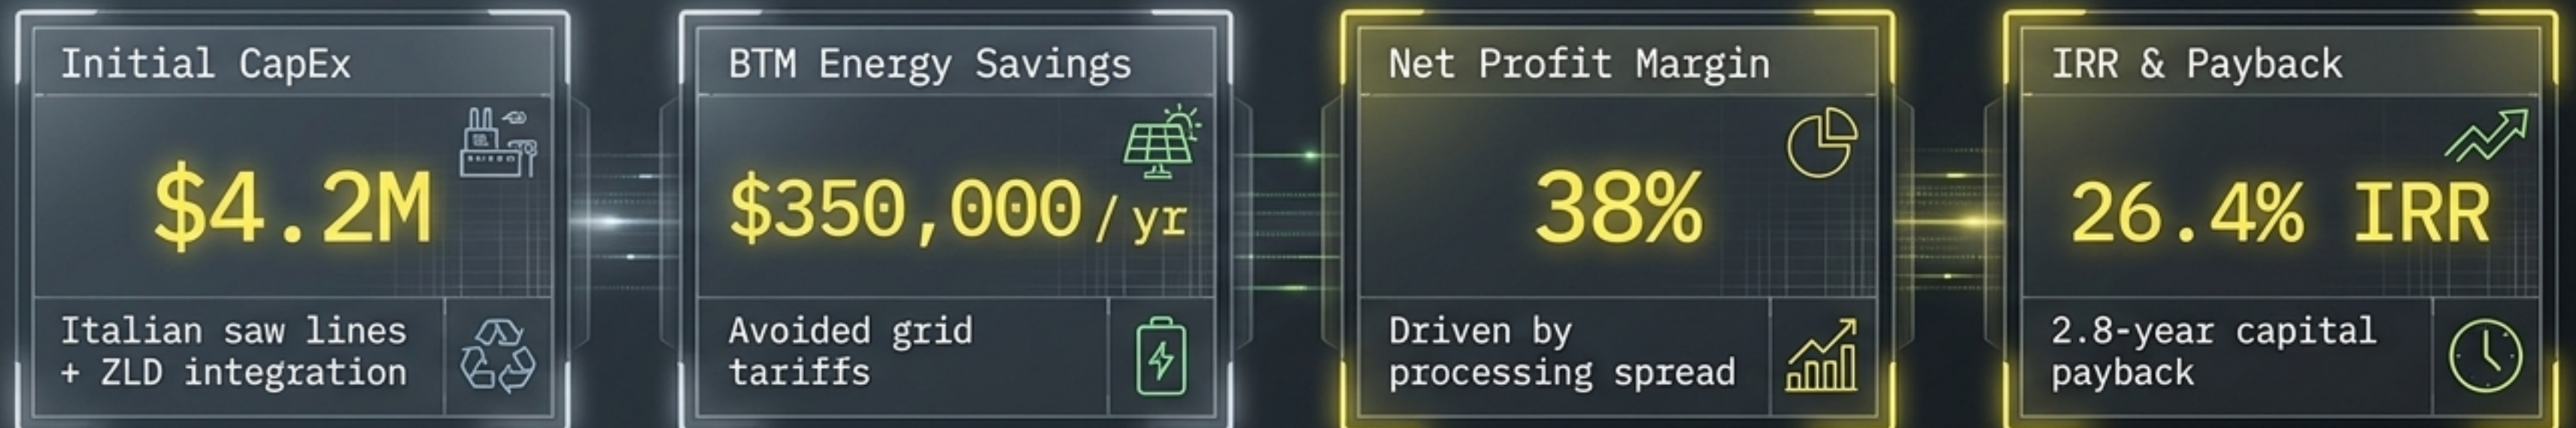 Initial CapEx
$4.2M
Italian saw lines
+ ZLD integration
BTM Energy Savings
$350,000/yr
Avoided grid
tariffs
Net Profit Margin
38%
Driven by
processing spread
IRR & Payback
26.4% IRR
2.8-year capital
payback